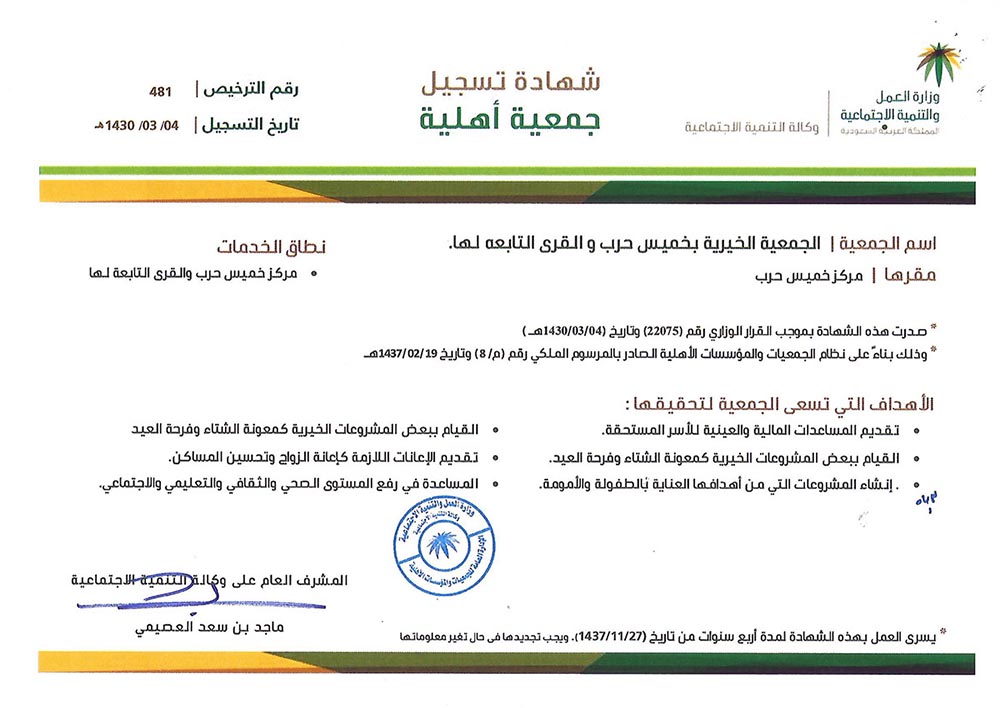 وزارة العمل
والتنمية الاجتماعية
المملكة العربية السعودية
وكالة التنمية الاجتماعية
شهادة تسجيل
جمعية أهلية
رقم الترخيص | 481
تاريخ التسجيل | 04/ 03/ 1430هـ
اسم الجمعية | الجمعية الخيرية بخميس حرب و القرى التابعه لها.
مقرها | مركز خميس حرب
نطاق الخدمات
• مركز خميس حرب والقرى التابعة لها
* صدرت هذه الشهادة بموجب القرار الوزاري رقم (22075) وتاريخ (1430/03/04هـ )
* وذلك بناءً على نظام الجمعيات والمؤسسات الأهلية الصادر بالمرسوم الملكي رقم (م/ 8) وتاريخ 1437/02/19هـ
الأهداف التي تسعى الجمعية لتحقيقها :
• تقديم المساعدات المالية والعينية للأسر المستحقة.
• القيام ببعض المشروعات الخيرية كمعونة الشتاء وفرحة العيد.
• . إنشاء المشروعات التي من أهدافها العناية بالطفولة والأمومة.
• القيام ببعض المشروعات الخيرية كمعونة الشتاء وفرحة العيد
• تقديم الإعانات اللازمة كإعانة الزواج وتحسين المساكن.
• المساعدة في رفع المستوى الصحي والثقافي والتعليمي والاجتماعي.
وزارة العمل والتنمية الاجتماعية
وكالة التنمية الاجتماعية
الإدارة العامة للجمعيات والمؤسسات الأهلية
المشرف العام على وكالة التنمية الاجتماعية
ماجد بن سعد العصيمي
* يسرى العمل بهذه الشهادة لمدة أربع سنوات من تاريخ (1437/11/27). ويجب تجديدها فى حال تغير معلوماتها